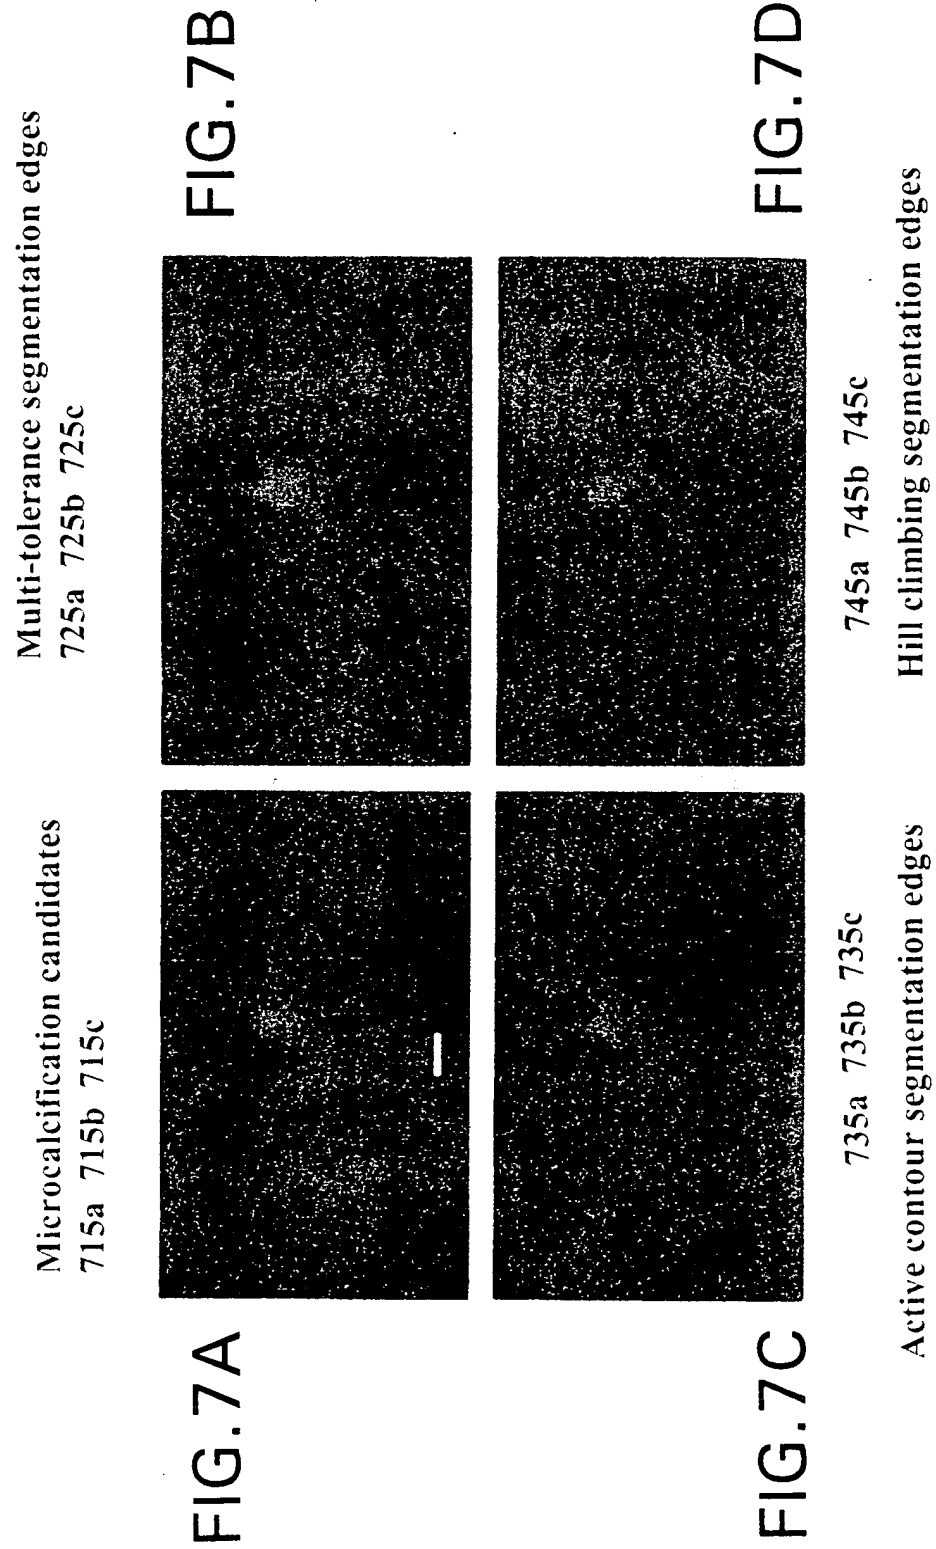 Microcalcification candidates
715a 715b 715c
FIG.7A
Multi-tolerance segmentation edges
725a 725b 725c
FIG.7B
FIG.7C
735a 735b 735c
Active contour segmentation edges
FIG.7D
745a 745b 745c
Hill climbing segmentation edges